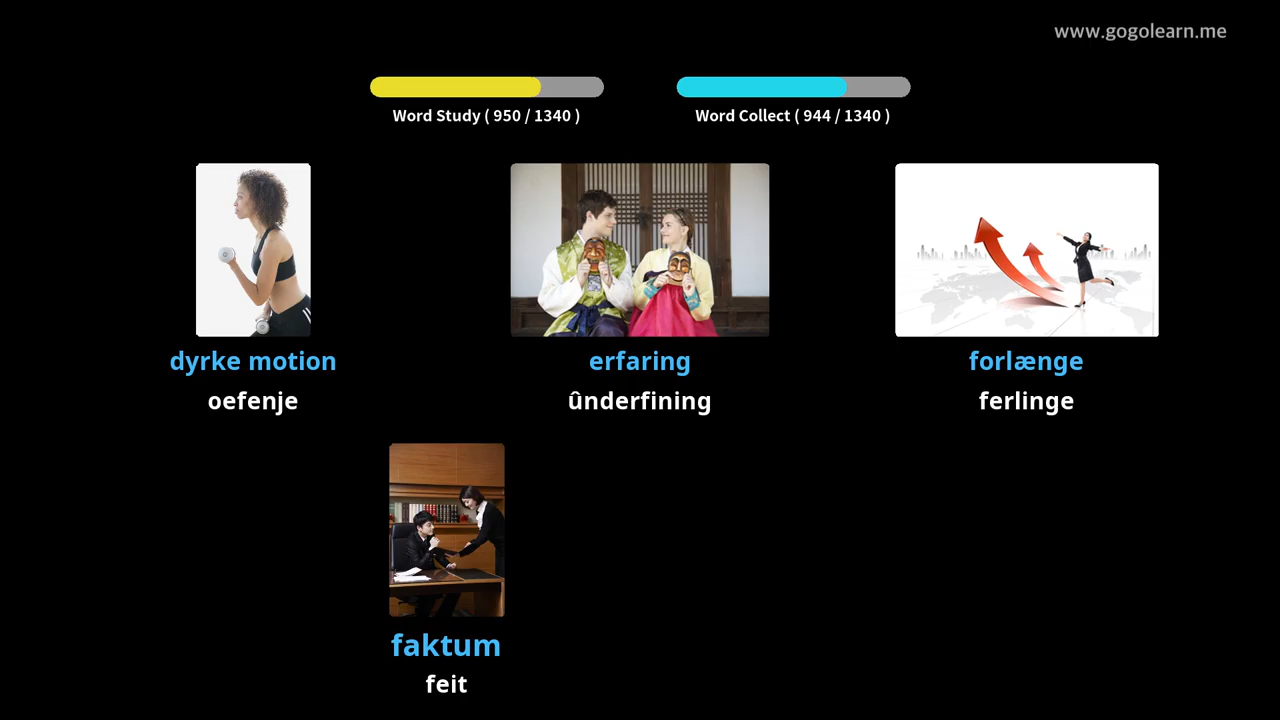 www.gogolearn.me
Word Study ( 950 / 1340 )
Word Collect ( 944 / 1340 )
dyrke motion
oefenje
erfaring
ûnderfining
forlænge
ferlinge
faktum
feit